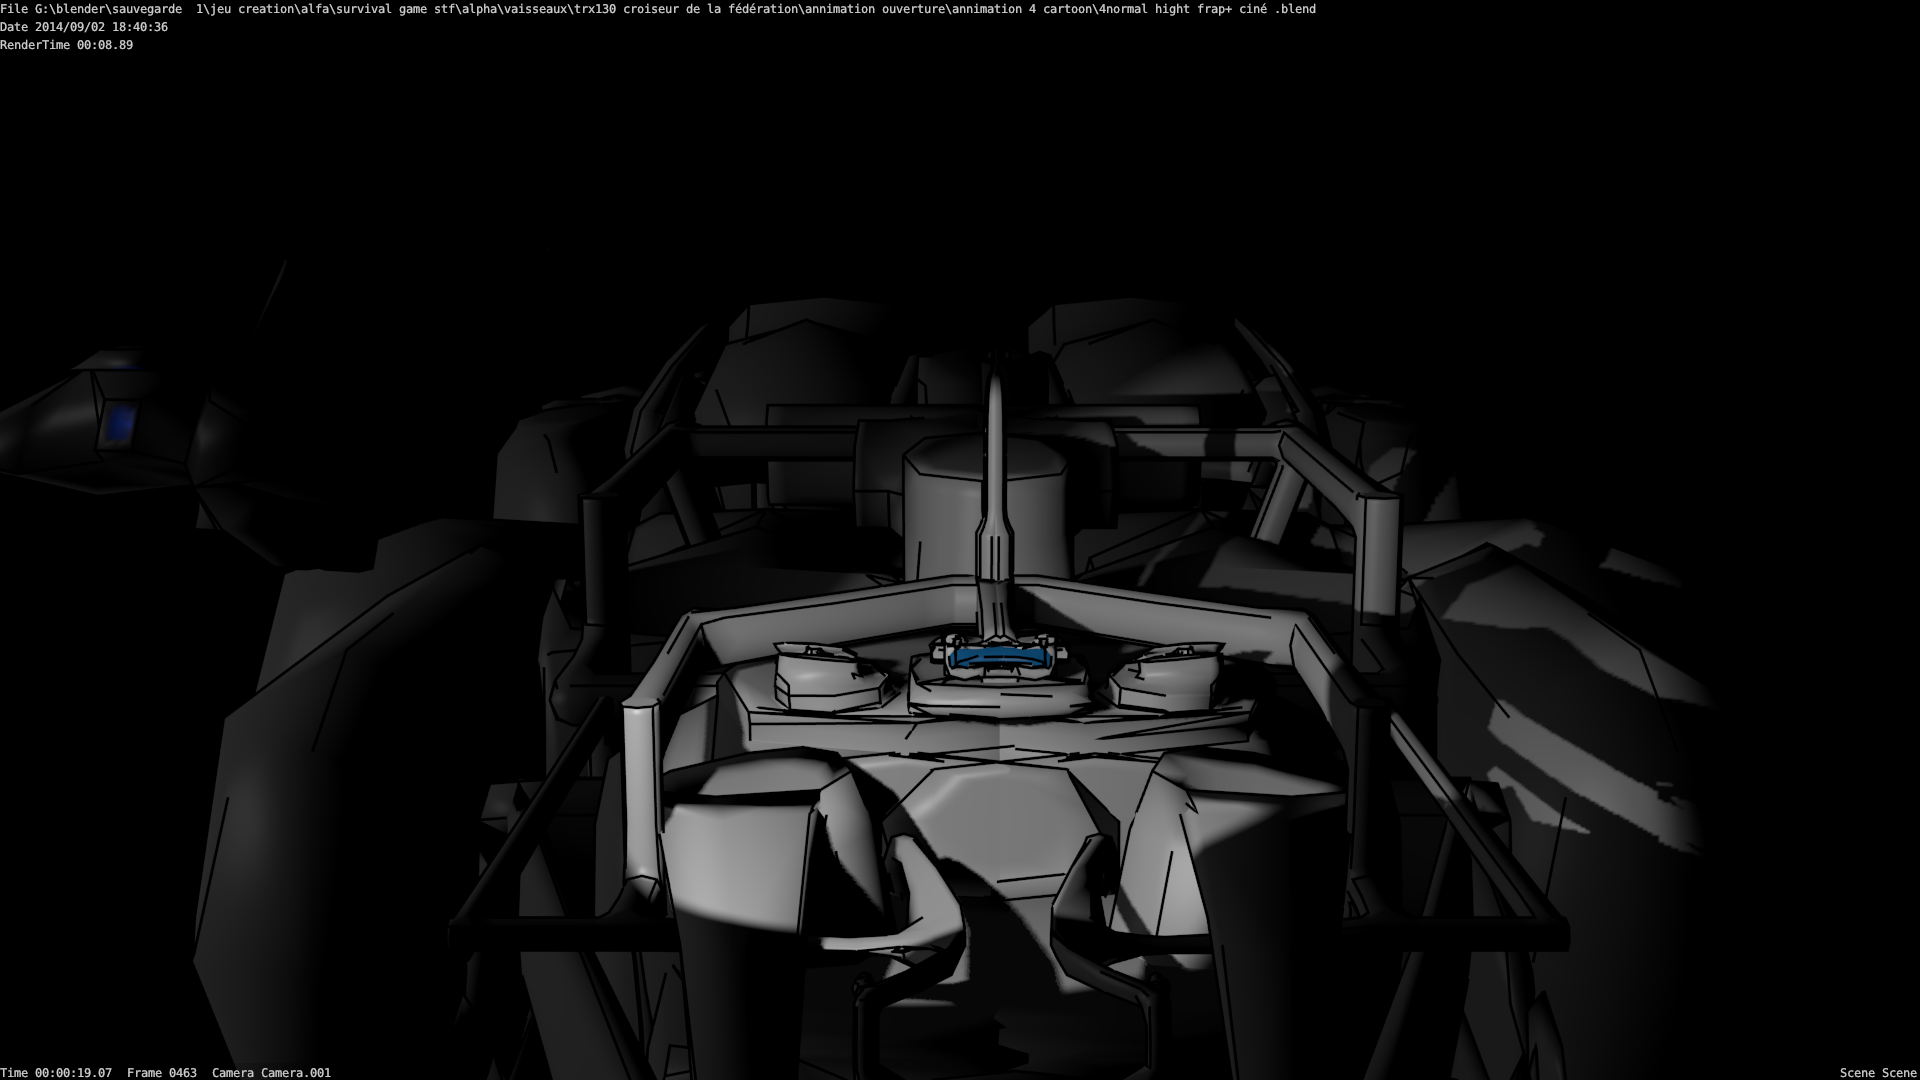 File G:\blender\sauvegarde  1\jeu creation\alfa\survival game stf\alpha\vaisseaux\trx130 croiseur de la fédération\annimation ouverture\annimation 4 cartoon\4normal hight frap+ ciné .blend
Date 2014/09/02 18:40:36
RenderTime 00:08.89
Time 00:00:19.07  Frame 0463  Camera Camera.001
Scene Scene